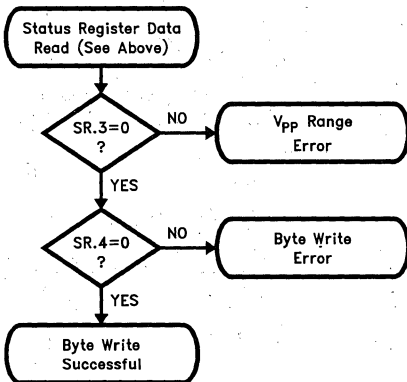 Status Register Data
Read (See Above)
SR.3=0
?
NO
V_PP Range
Error
YES
SR.4=0
?
NO
Byte Write
Error
YES
Byte Write
Successful